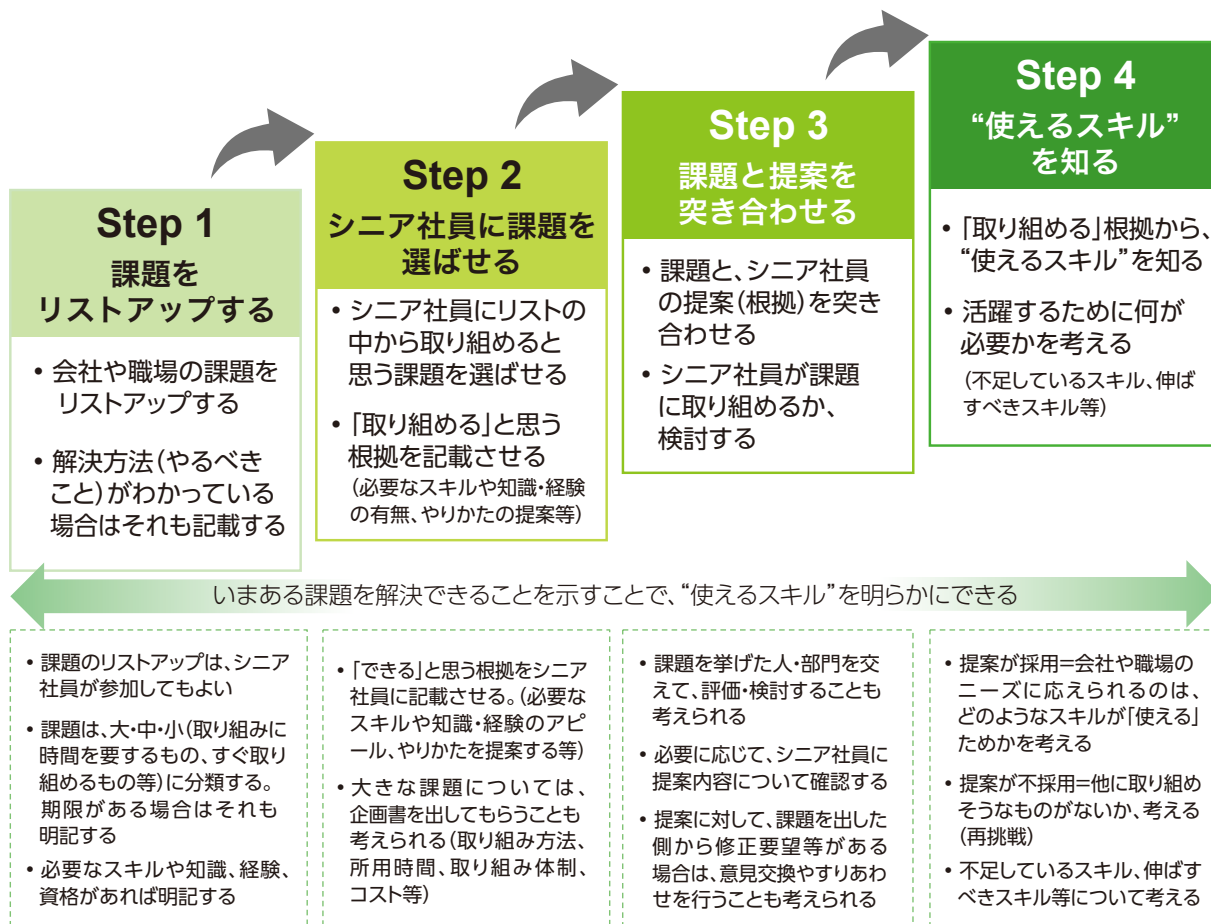 Step 1
課題を
リストアップする
• 会社や職場の課題を
リストアップする
• 解決方法(やるべき
こと)がわかっている
場合はそれも記載する
Step 2
シニア社員に課題を
選ばせる
• シニア社員にリストの
中から取り組めると
思う課題を選ばせる
• 「取り組める」と思う
根拠を記載させる
(必要なスキルや知識・経験
の有無、やりかたの提案等)
Step 3
課題と提案を
突き合わせる
• 課題と、シニア社員
の提案(根拠)を突き
合わせる
• シニア社員が課題
に取り組めるか、
検討する
Step 4
“使えるスキル”
を知る
• 「取り組める」根拠から、
“使えるスキル”を知る
• 活躍するために何が
必要かを考える
(不足しているスキル、伸ば
すべきスキル等)
いまある課題を解決できることを示すことで、“使えるスキル”を明らかにできる
• 課題のリストアップは、シニア
社員が参加してもよい
• 課題は、大・中・小(取り組みに
時間を要するもの、すぐ取り
組めるもの等)に分類する。
期限がある場合はそれも
明記する
• 必要なスキルや知識、経験、
資格があれば明記する
• 「できる」と思う根拠をシニア
社員に記載させる。(必要な
スキルや知識・経験のアピ
ール、やりかたを提案する等)
• 大きな課題については、
企画書を出してもらうことも
考えられる(取り組み方法、
所用時間、取り組み体制、
コスト等)
• 課題を挙げた人・部門を交
えて、評価・検討することも
考えられる
• 必要に応じて、シニア社員に
提案内容について確認する
• 提案に対して、課題を出した
側から修正要望等がある
場合は、意見交換やすりあわ
せを行うことも考えられる
• 提案が採用=会社や職場の
ニーズに応えられるのは、
どのようなスキルが「使える」
ためかを考える
• 提案が不採用=他に取り組め
そうなものがないか、考える
(再挑戦)
• 不足しているスキル、伸ばす
べきスキル等について考える